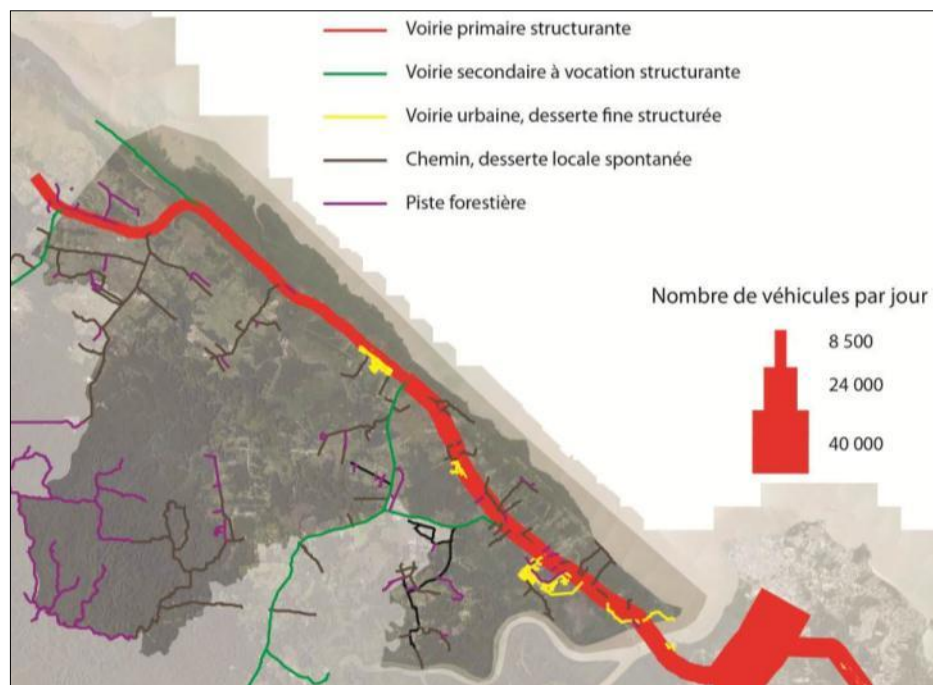 Voirie primaire structurante
Voirie secondaire à vocation structurante
Voirie urbaine, desserte fine structurée
Chemin, desserte locale spontanée
Piste forestière
Nombre de véhicules par jour
8 500
24 000
40 000